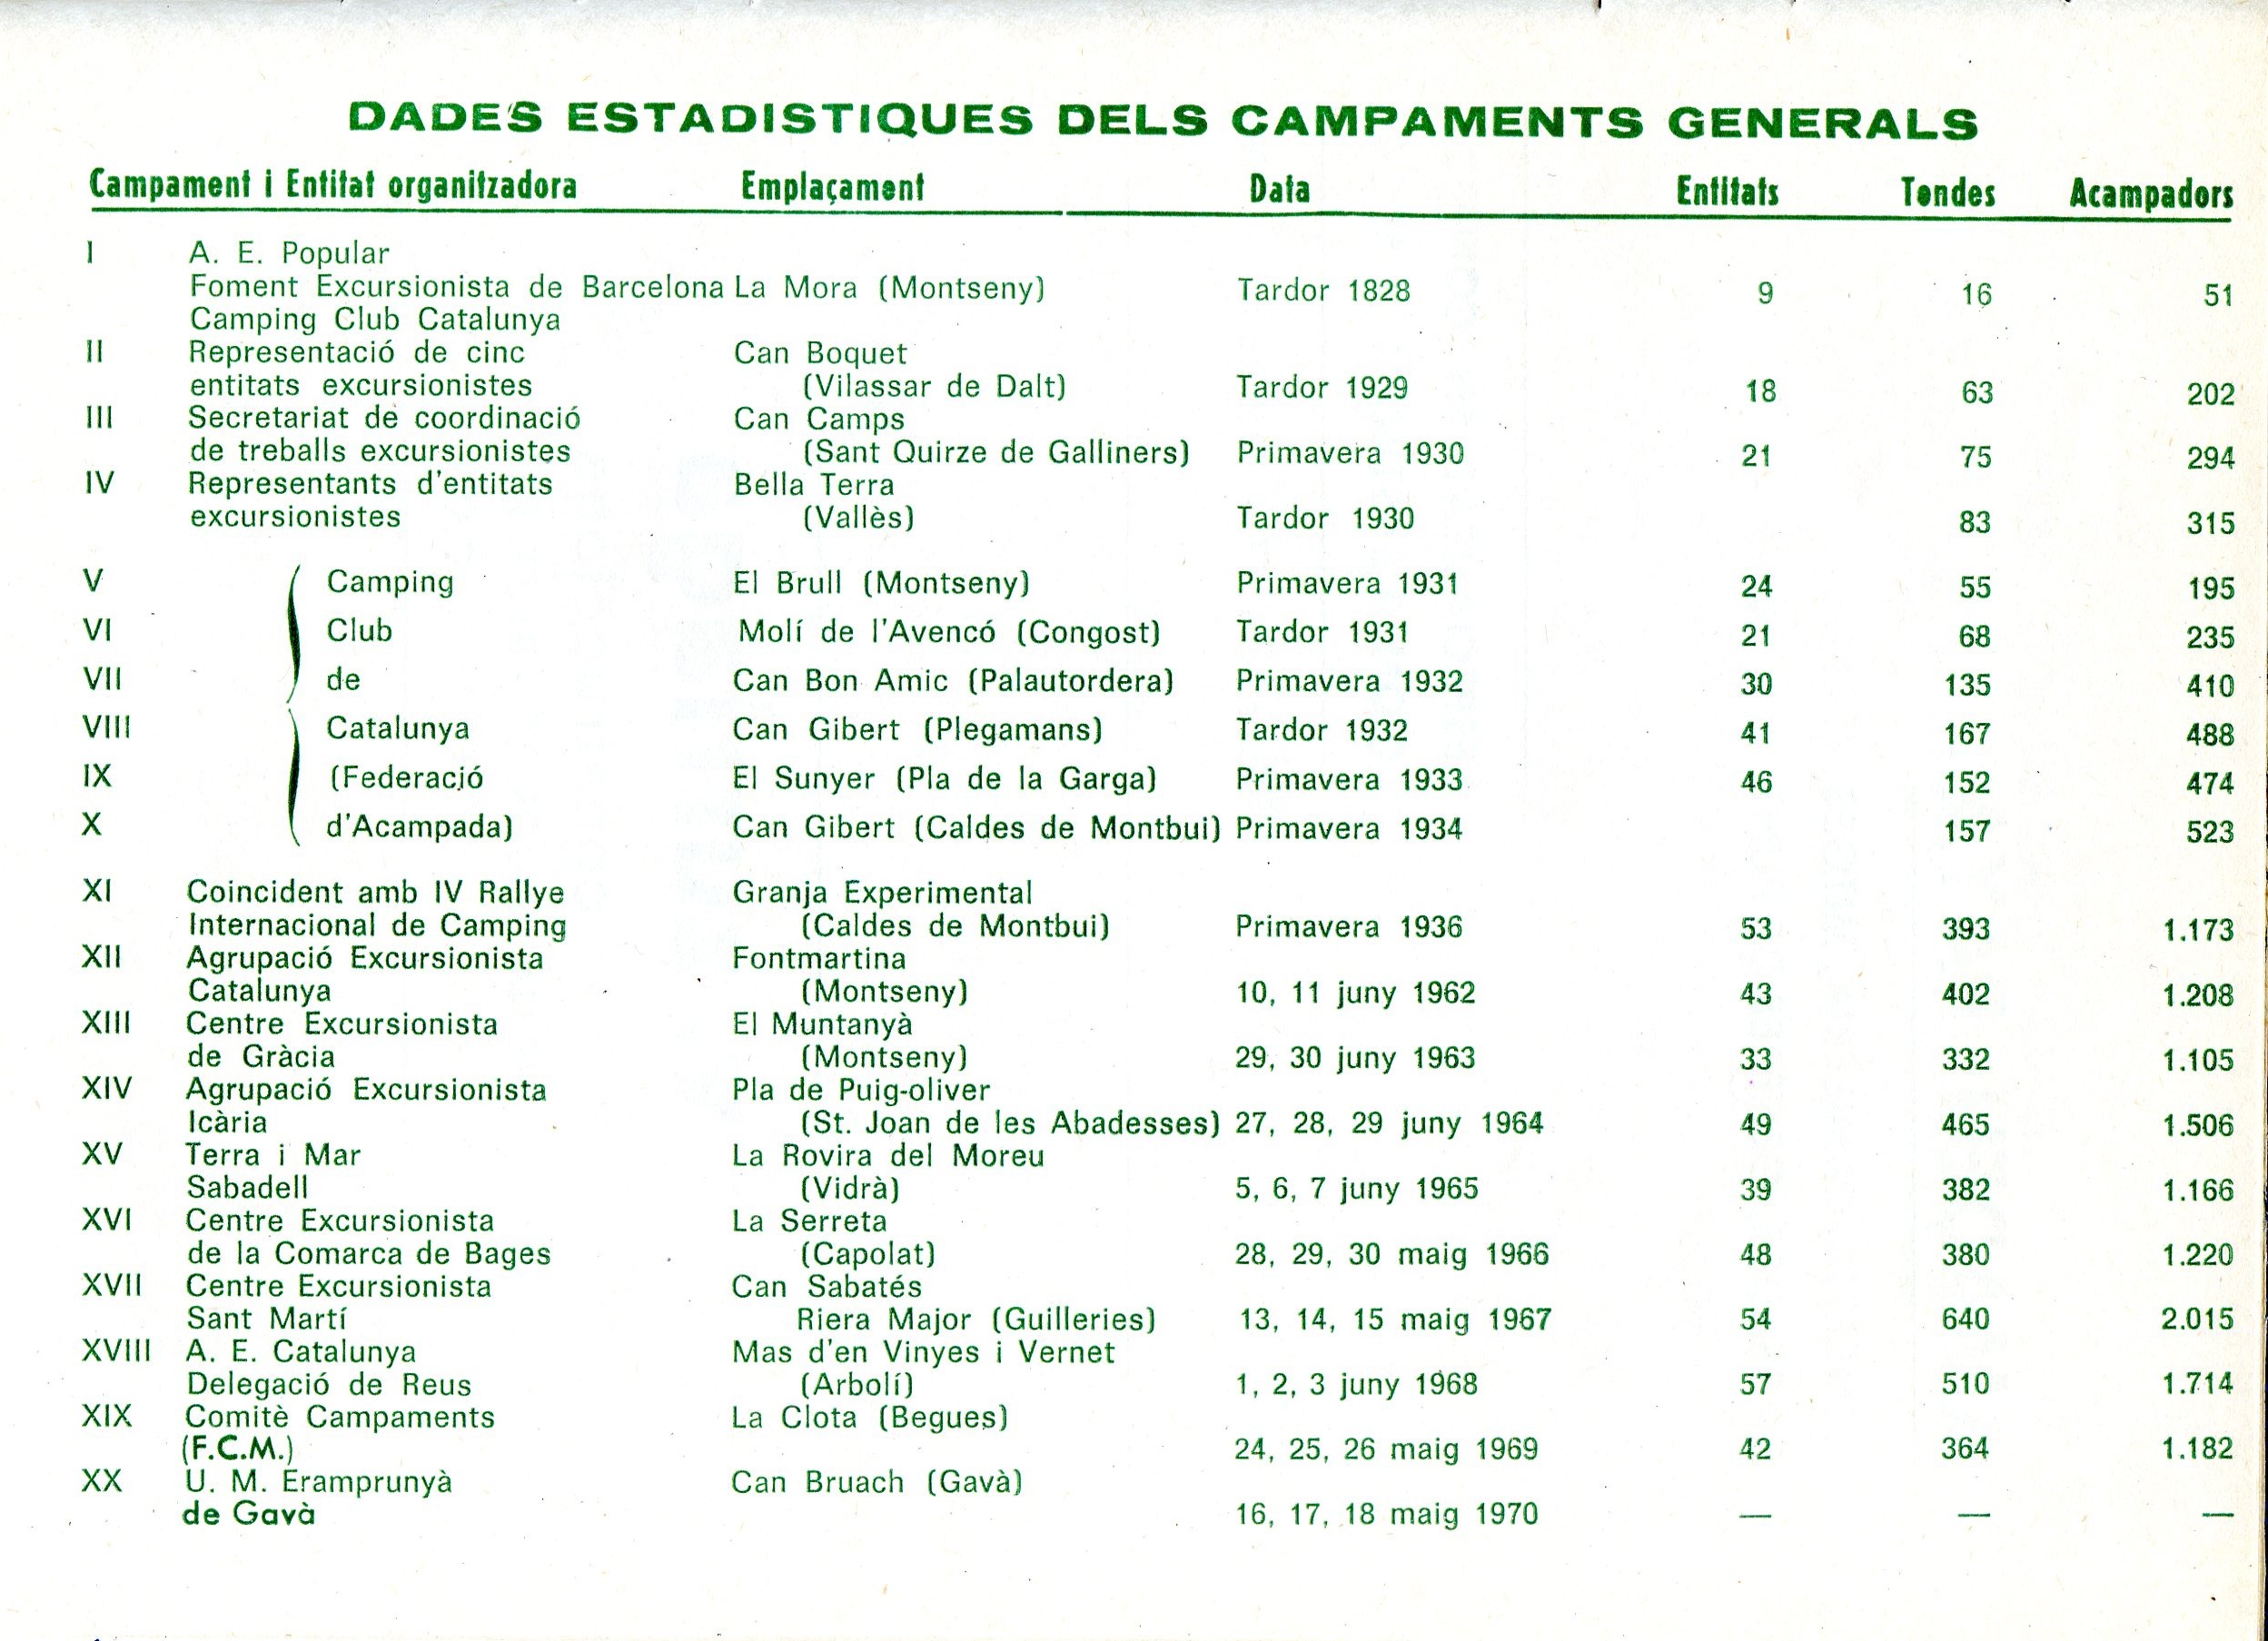 DADES ESTADISTIQUES DELS CAMPAMENTS GENERALS
Campament i Entitat organitzadora Emplaçament Data Entitats Tendes Acampadors
I A. E. Popular
Foment Excursionista de Barcelona La Mora (Montseny) Tardor 1828 9 16 51
Camping Club Catalunya
II Representació de cinc Can Boquet
entitats excursionistes (Vilassar de Dalt) Tardor 1929 18 63 202
III Secretariat de coordinació Can Camps
de treballs excursionistes (Sant Quirze de Galliners) Primavera 1930 21 75 294
IV Representants d'entitats Bella Terra
excursionistes (Vallès) Tardor 1930 83 315
V Camping El Brull (Montseny) Primavera 1931 24 55 195
VI Club Molí de l'Avencó (Congost) Tardor 1931 21 68 235
VII de Can Bon Amic (Palautordera) Primavera 1932 30 135 410
VIII Catalunya Can Gibert (Plegamans) Tardor 1932 41 167 488
IX (Federació El Sunyer (Pla de la Garga) Primavera 1933 46 152 474
X d'Acampada) Can Gibert (Caldes de Montbui) Primavera 1934 157 523
XI Coincident amb IV Rallye Granja Experimental
Internacional de Camping (Caldes de Montbui) Primavera 1936 53 393 1.173
XII Agrupació Excursionista Fontmartina
Catalunya (Montseny) 10, 11 juny 1962 43 402 1.208
XIII Centre Excursionista El Muntanyà
de Gràcia (Montseny) 29, 30 juny 1963 33 332 1.105
XIV Agrupació Excursionista Pla de Puig-oliver
Icària (St. Joan de les Abadesses) 27, 28, 29 juny 1964 49 465 1.506
XV Terra i Mar La Rovira del Moreu
Sabadell (Vidrà) 5, 6, 7 juny 1965 39 382 1.166
XVI Centre Excursionista La Serreta
de la Comarca de Bages (Capolat) 28, 29, 30 maig 1966 48 380 1.220
XVII Centre Excursionista Can Sabatés
Sant Martí Riera Major (Guilleries) 13, 14, 15 maig 1967 54 640 2.015
XVIII A. E. Catalunya Mas d'en Vinyes i Vernet
Delegació de Reus (Arbolí) 1, 2, 3 juny 1968 57 510 1.714
XIX Comitè Campaments La Clota (Begues)
(F.C.M.) 24, 25, 26 maig 1969 42 364 1.182
XX U. M. Eramprunyà Can Bruach (Gavà)
de Gavà 16, 17, 18 maig 1970 — — —